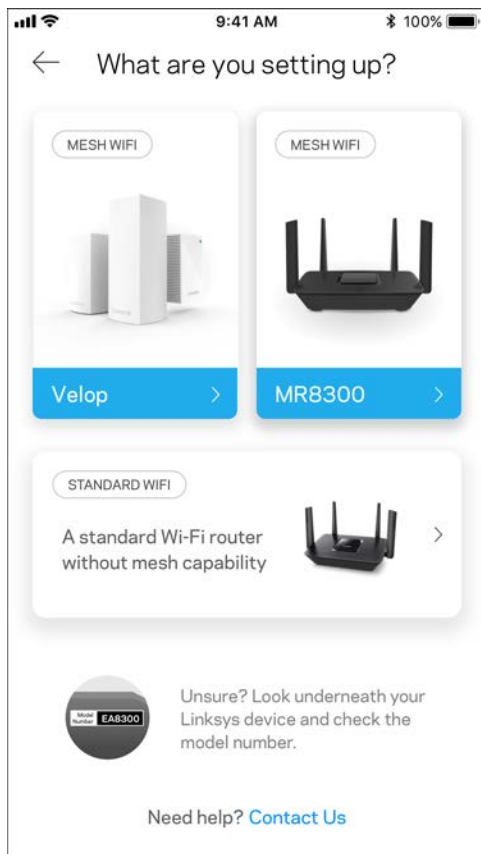 9:41 AM
100%
What are you setting up?
MESH WIFI
MESH WIFI
Velop
MR8300
STANDARD WIFI
A standard Wi-Fi router
without mesh capability
Model
Number
EA8300
Unsure? Look underneath your
Linksys device and check the
model number.
Need help? Contact Us